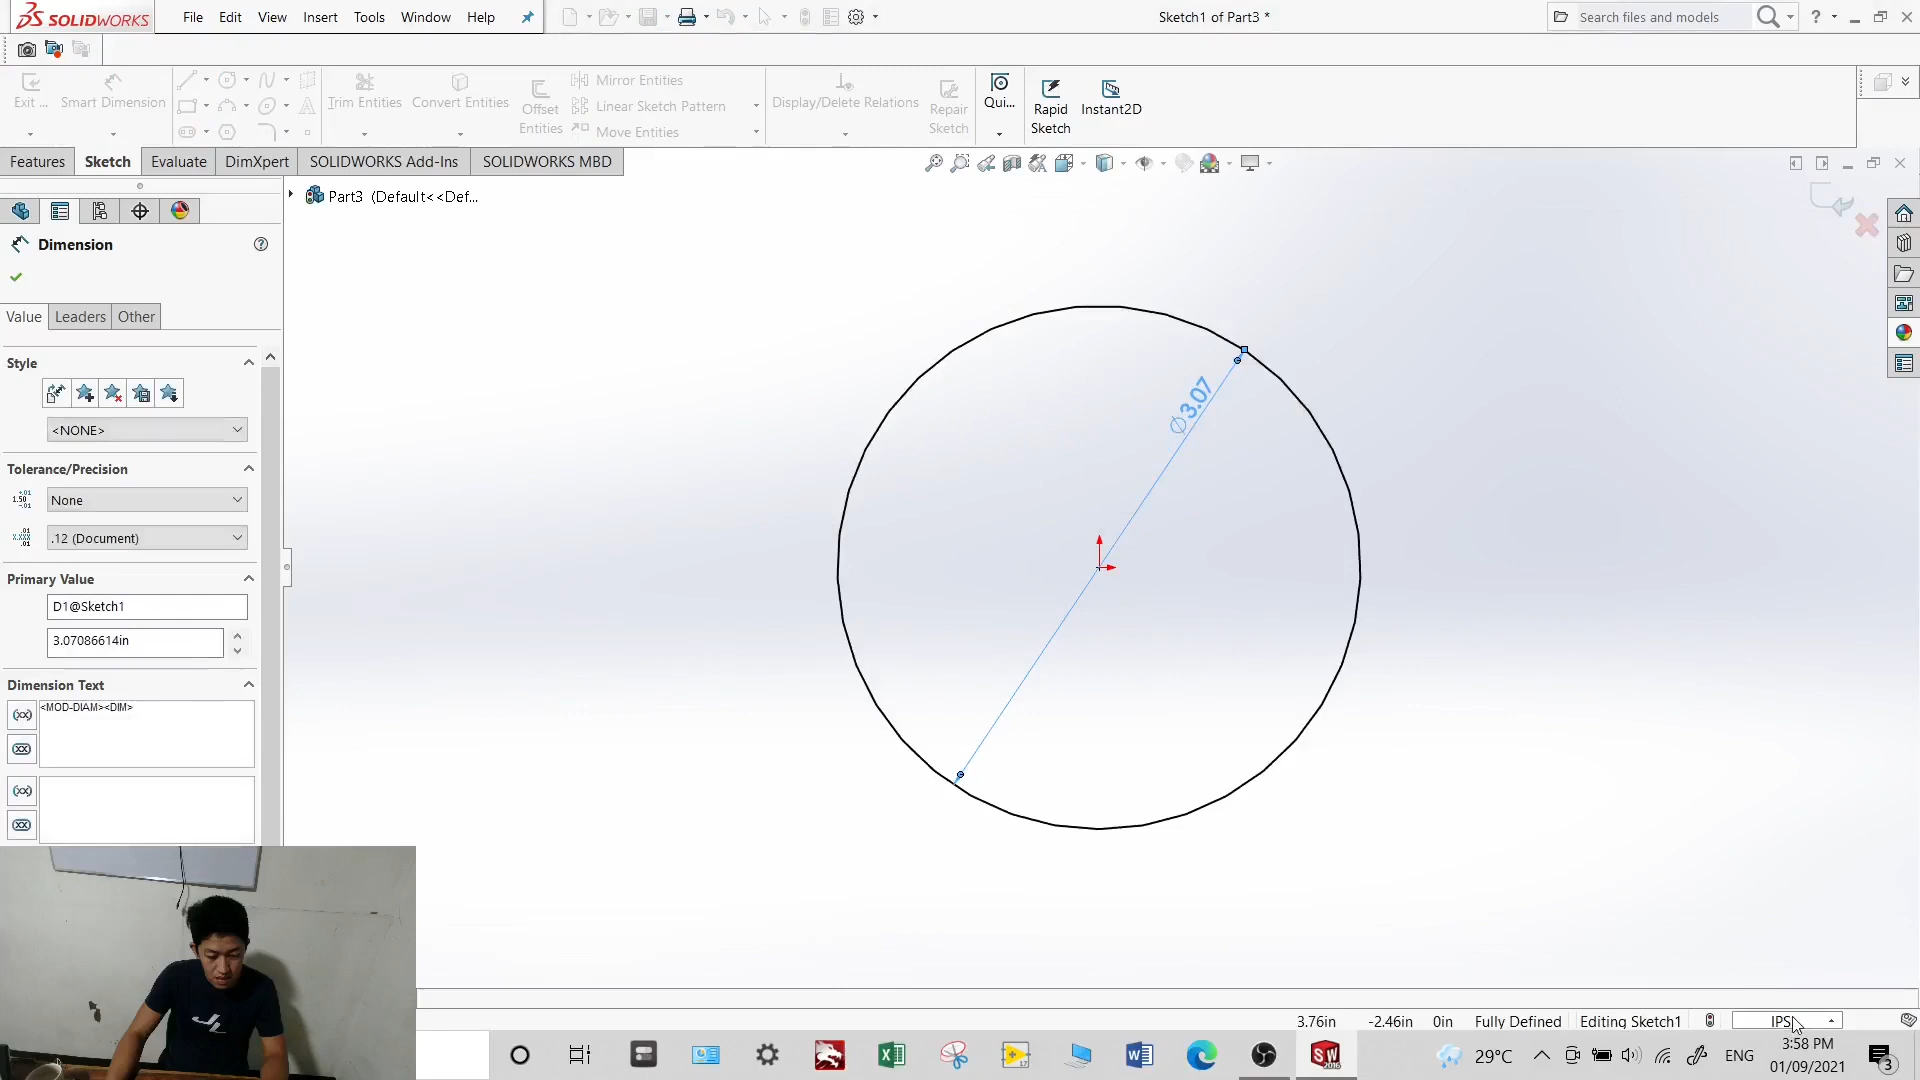 SOLIDWORKS File Edit View Insert Tools Window Help Sketch1 of Part3 * Search files and models ?
Exit ... Smart Dimension Trim Entities Convert Entities Offset Entities Mirror Entities Linear Sketch Pattern Move Entities Display/Delete Relations Repair Sketch Qui... Rapid Sketch Instant2D
Features Sketch Evaluate DimXpert SOLIDWORKS Add-Ins SOLIDWORKS MBD
Part3 (Default<<Def...
Dimension
Value Leaders Other
Style
<NONE>
Tolerance/Precision
None
.12 (Document)
Primary Value
D1@Sketch1
3.07086614in
Dimension Text
<MOD-DIAM><DIM>
∅3.07
3.76in -2.46in 0in Fully Defined Editing Sketch1 IPS
29°C ENG 3:58 PM
01/09/2021 3